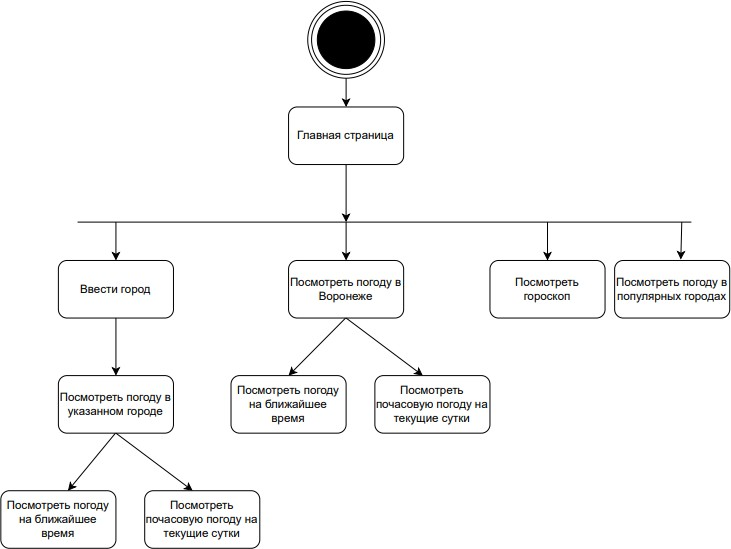 Главная страница
Ввести город
Посмотреть погоду в
Воронеже
Посмотреть
гороскоп
Посмотреть погоду в
популярных городах
Посмотреть погоду в
указанном городе
Посмотреть погоду
на ближайшее
время
Посмотреть
почасовую погоду на
текущие сутки
Посмотреть погоду
на ближайшее
время
Посмотреть
почасовую погоду на
текущие сутки